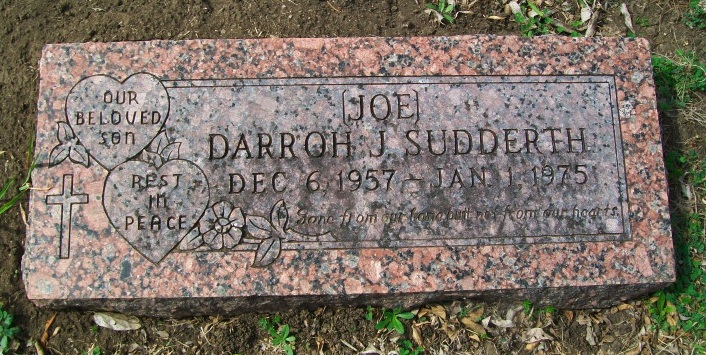 OUR
BELOVED
SON
REST
IN
PEACE
[JOE]
DARROH J SUDDERTH
DEC 6, 1957 — JAN 1, 1975
Gone from our home but not from our hearts